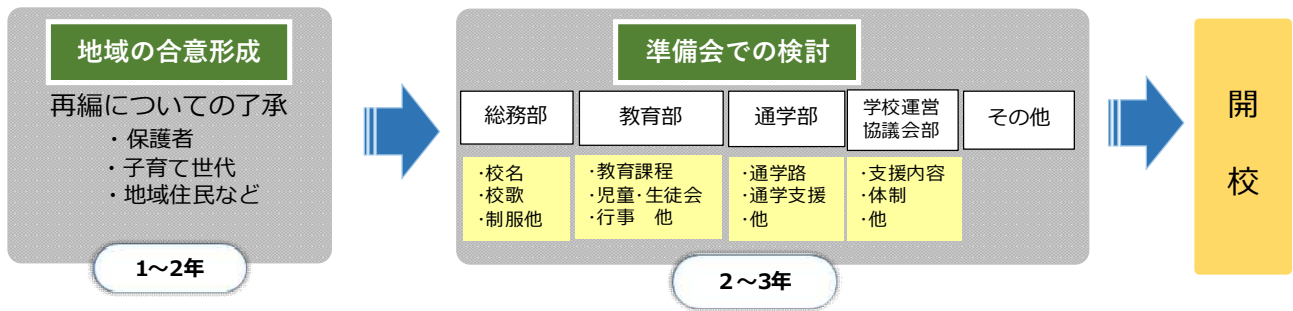 地域の合意形成
再編についての了承
・保護者
・子育て世代
・地域住民など
1～2年
準備会での検討
総務部
・校名
・校歌
・制服他
教育部
・教育課程
・児童・生徒会
・行事　他
通学部
・通学路
・通学支援
・他
学校運営
協議会部
・支援内容
・体制
・他
その他
2～3年
開
校